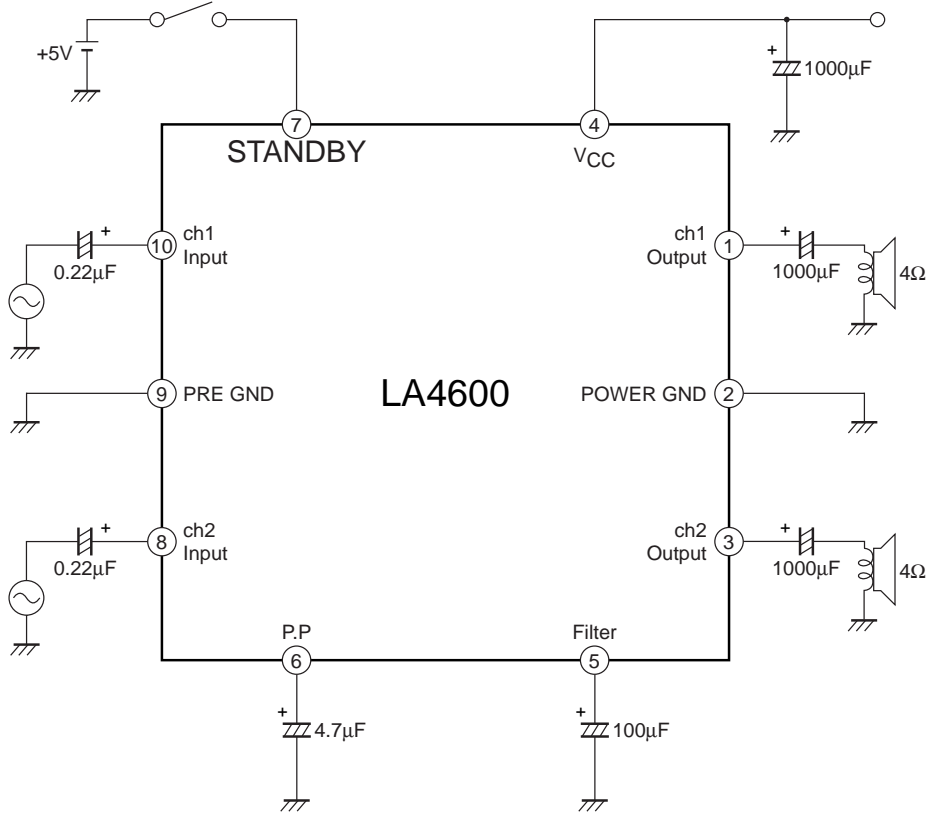 +5V
+
1000μF
7
STANDBY
4
VCC
+
0.22μF
10
ch1
Input
ch1
Output
1
+
1000μF
4Ω
9
PRE GND
LA4600
POWER GND
2
+
0.22μF
8
ch2
Input
ch2
Output
3
+
1000μF
4Ω
P.P
6
Filter
5
+
4.7μF
+
100μF